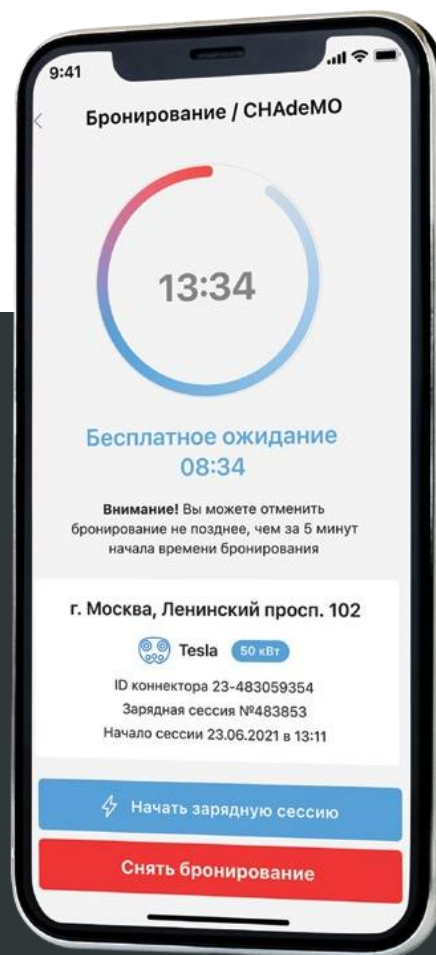 9:41
Бронирование / CHAdeMO
13:34
Бесплатное ожидание
08:34
Внимание! Вы можете отменить
бронирование не позднее, чем за 5 минут
начала времени бронирования
г. Москва, Ленинский просп. 102
Tesla 50 кВт
ID коннектора 23-483059354
Зарядная сессия №483853
Начало сессии 23.06.2021 в 13:11
Начать зарядную сессию
Снять бронирование